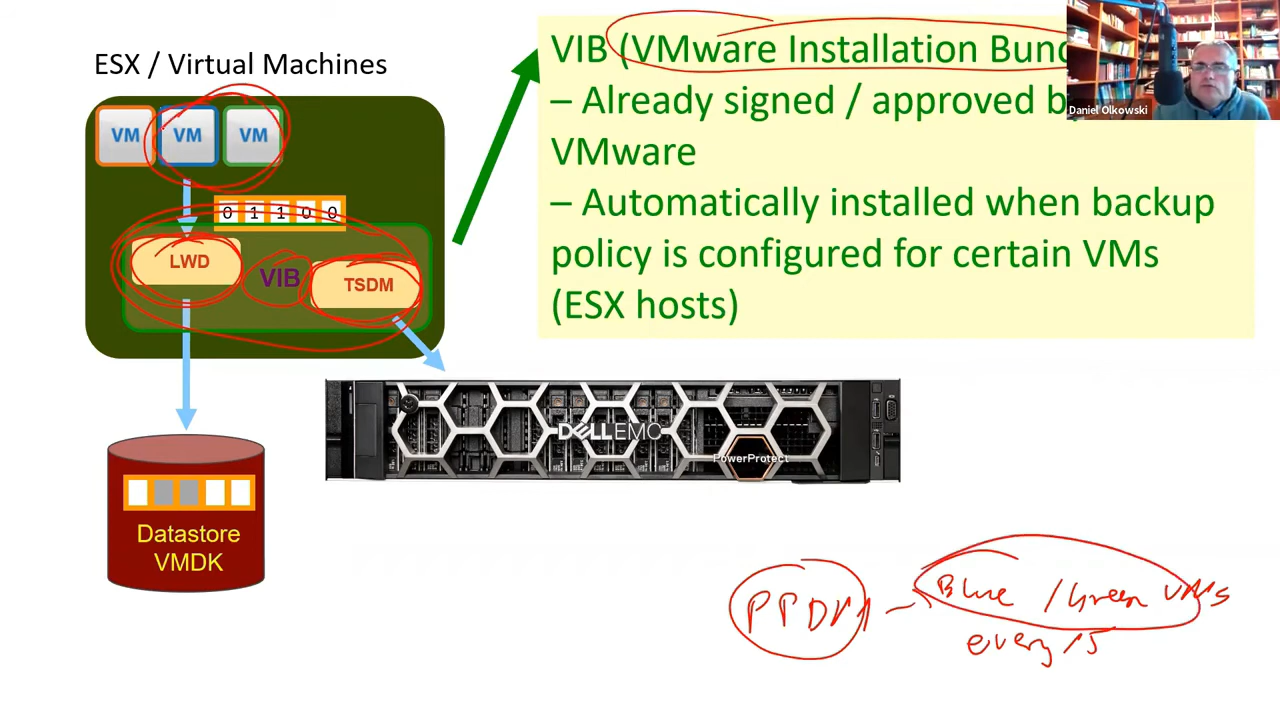 ESX / Virtual Machines
VM VM VM
0 1 1 0 0
LWD
VIB
TSDM
Datastore
VMDK
VIB (VMware Installation Bund
– Already signed / approved by
VMware
– Automatically installed when backup
policy is configured for certain VMs
(ESX hosts)
Daniel Olkowski
DELLEMC
PowerProtect
PPDM – Blue / Green VMs
every 15